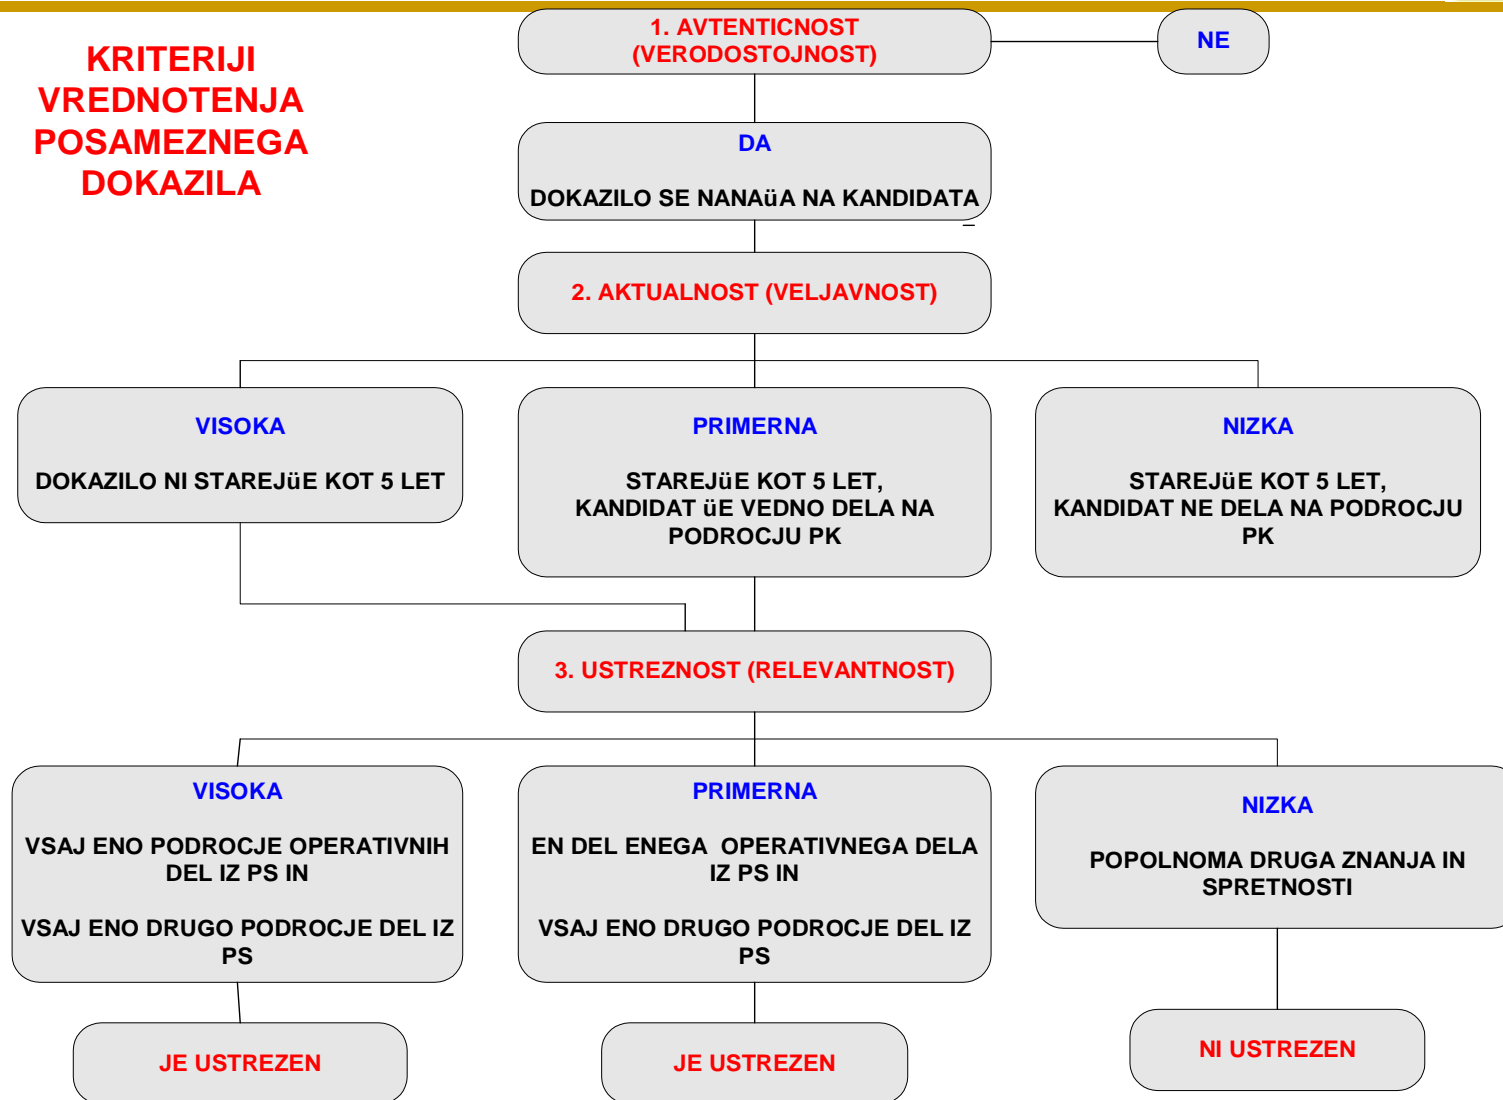 KRITERIJI
VREDNOTENJA
POSAMEZNEGA
DOKAZILA
1. AVTENTICNOST
(VERODOSTOJNOST)
NE
DA
DOKAZILO SE NANAüA NA KANDIDATA
2. AKTUALNOST (VELJAVNOST)
VISOKA
DOKAZILO NI STAREJüE KOT 5 LET
PRIMERNA
STAREJüE KOT 5 LET,
KANDIDAT üE VEDNO DELA NA
PODROCJU PK
NIZKA
STAREJüE KOT 5 LET,
KANDIDAT NE DELA NA PODROCJU
PK
3. USTREZNOST (RELEVANTNOST)
VISOKA
VSAJ ENO PODROCJE OPERATIVNIH
DEL IZ PS IN
VSAJ ENO DRUGO PODROCJE DEL IZ
PS
PRIMERNA
EN DEL ENEGA  OPERATIVNEGA DELA
IZ PS IN
VSAJ ENO DRUGO PODROCJE DEL IZ
PS
NIZKA
POPOLNOMA DRUGA ZNANJA IN
SPRETNOSTI
JE USTREZEN
JE USTREZEN
NI USTREZEN